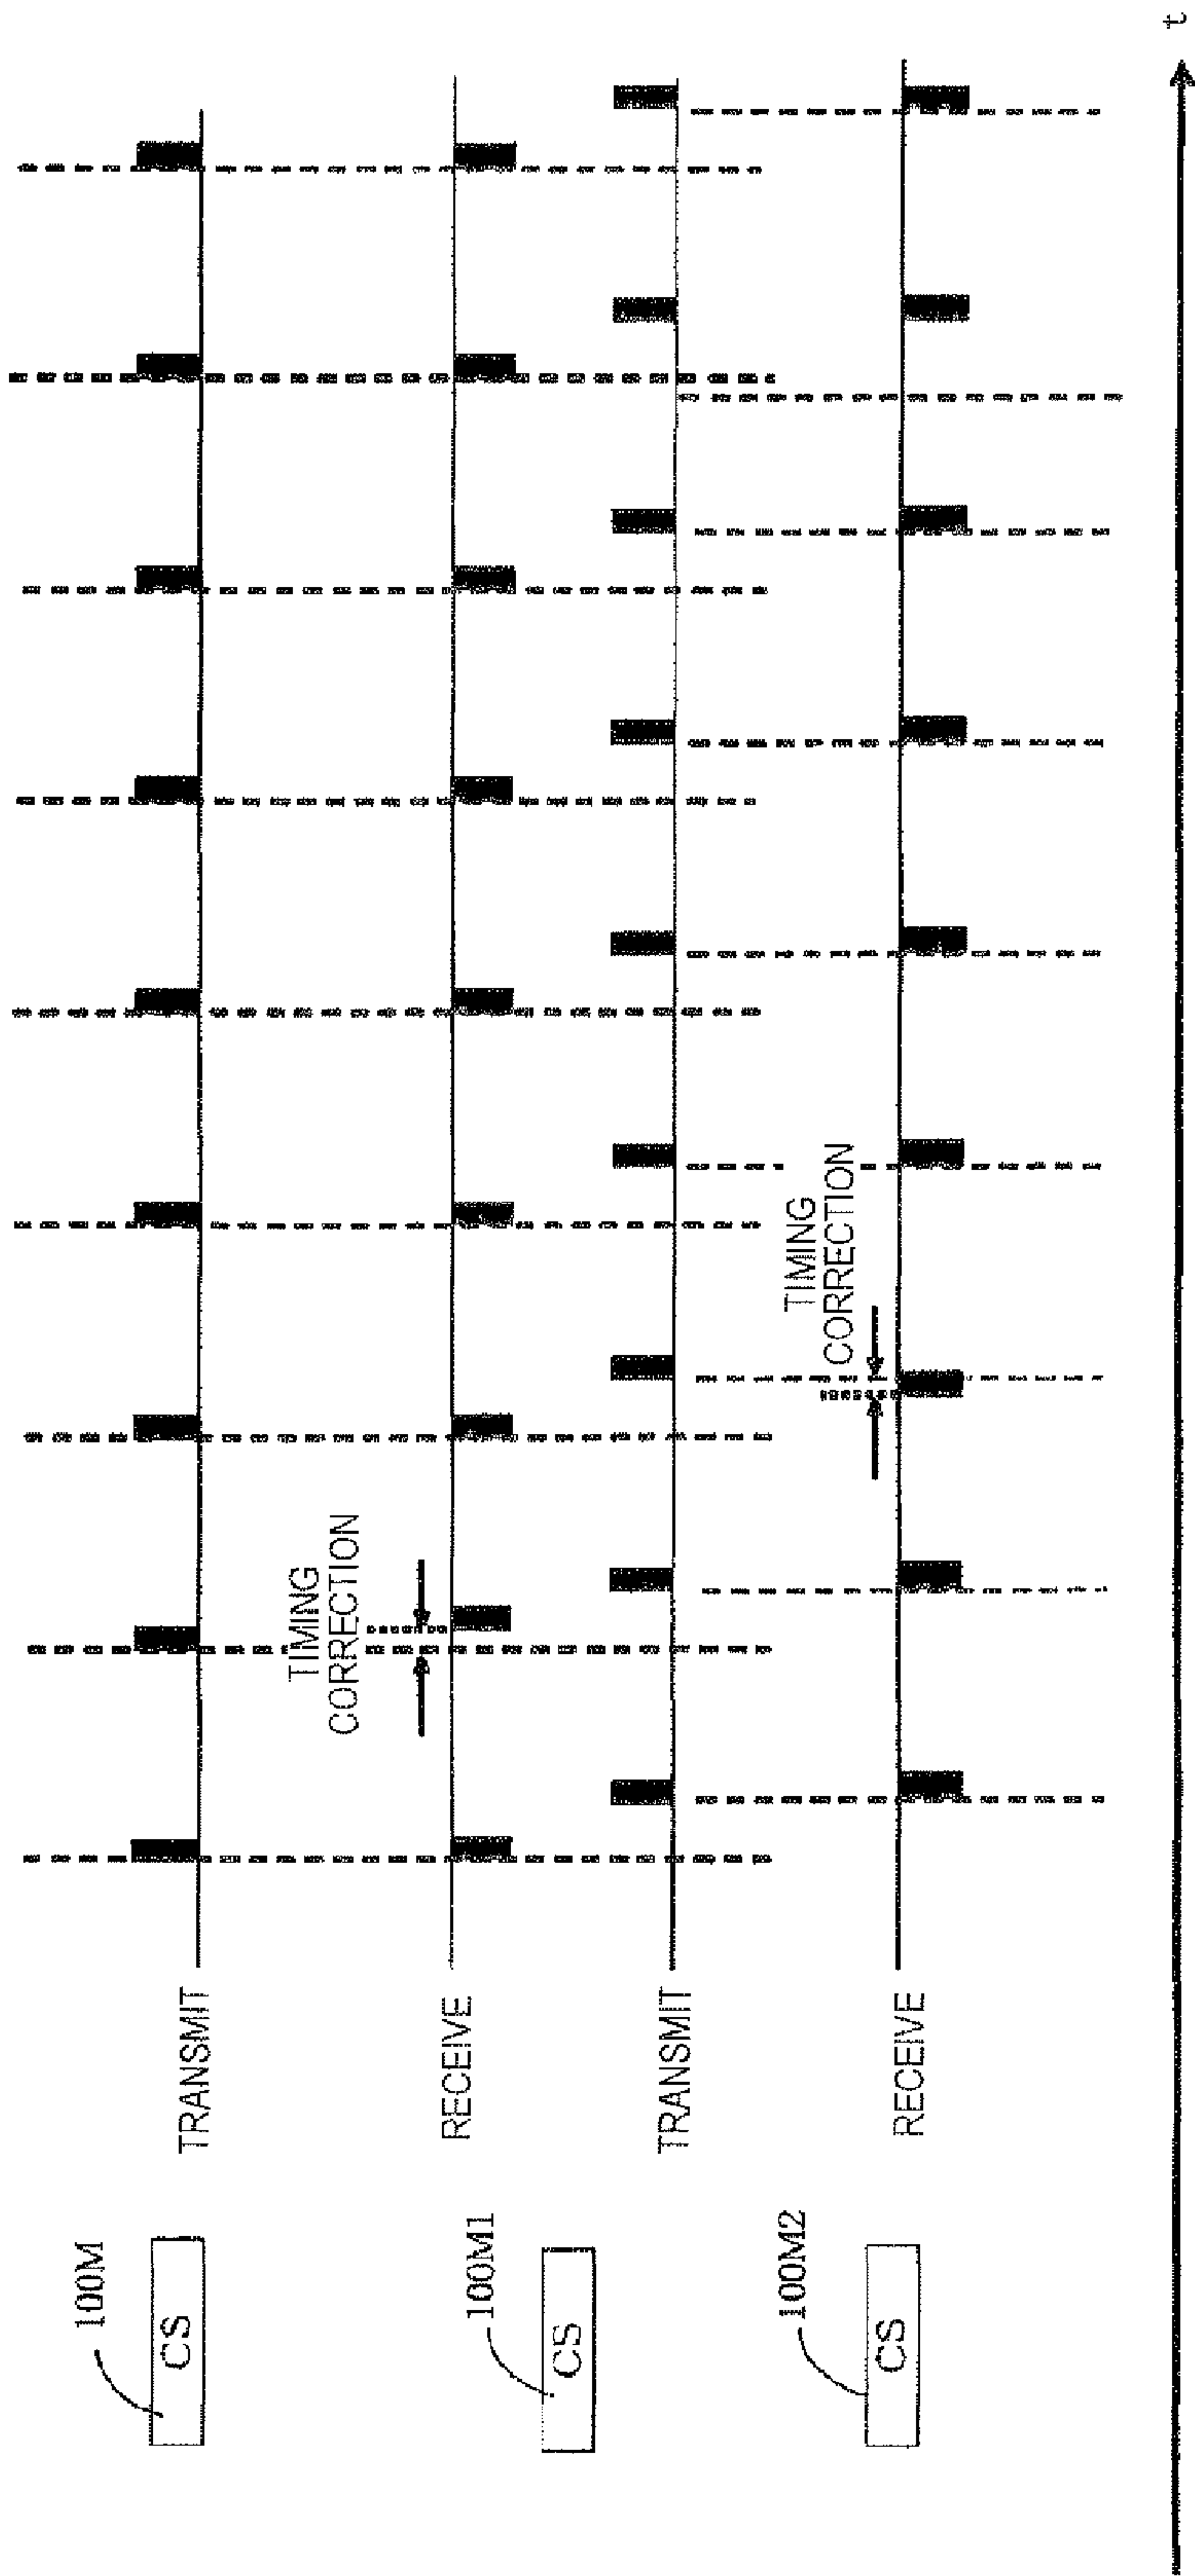 100M
CS
TRANSMIT
TIMING
CORRECTION
100M1
CS
RECEIVE
TRANSMIT
100M2
CS
RECEIVE
TIMING
CORRECTION
t